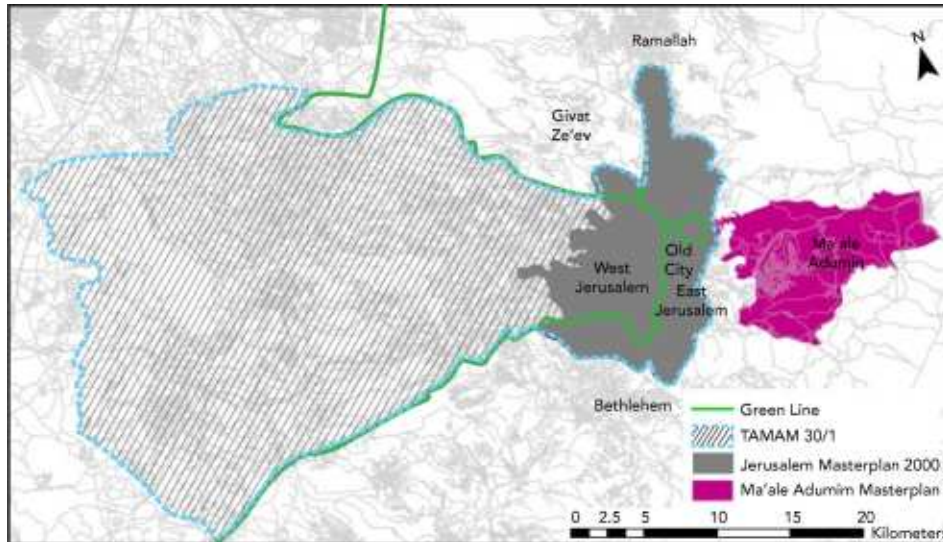 Ramallah
N
Givat
Ze'ev
Ma'ale
Adumim
Old
City
West
Jerusalem
East
Jerusalem
Bethlehem
Green Line
TAMAM 30/1
Jerusalem Masterplan 2000
Ma'ale Adumim Masterplan
0 2.5 5 10 15 20
Kilometers